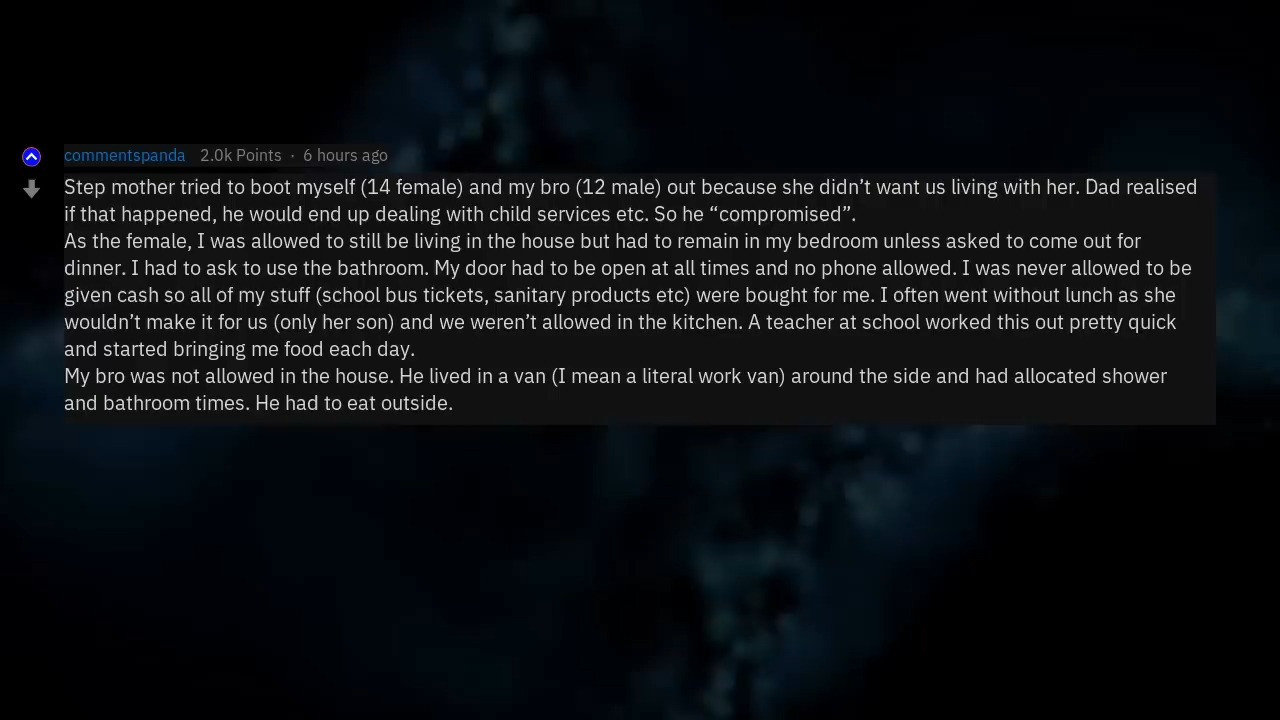 commentspanda 2.0k Points · 6 hours ago
Step mother tried to boot myself (14 female) and my bro (12 male) out because she didn’t want us living with her. Dad realised
if that happened, he would end up dealing with child services etc. So he “compromised”.
As the female, I was allowed to still be living in the house but had to remain in my bedroom unless asked to come out for
dinner. I had to ask to use the bathroom. My door had to be open at all times and no phone allowed. I was never allowed to be
given cash so all of my stuff (school bus tickets, sanitary products etc) were bought for me. I often went without lunch as she
wouldn’t make it for us (only her son) and we weren’t allowed in the kitchen. A teacher at school worked this out pretty quick
and started bringing me food each day.
My bro was not allowed in the house. He lived in a van (I mean a literal work van) around the side and had allocated shower
and bathroom times. He had to eat outside.